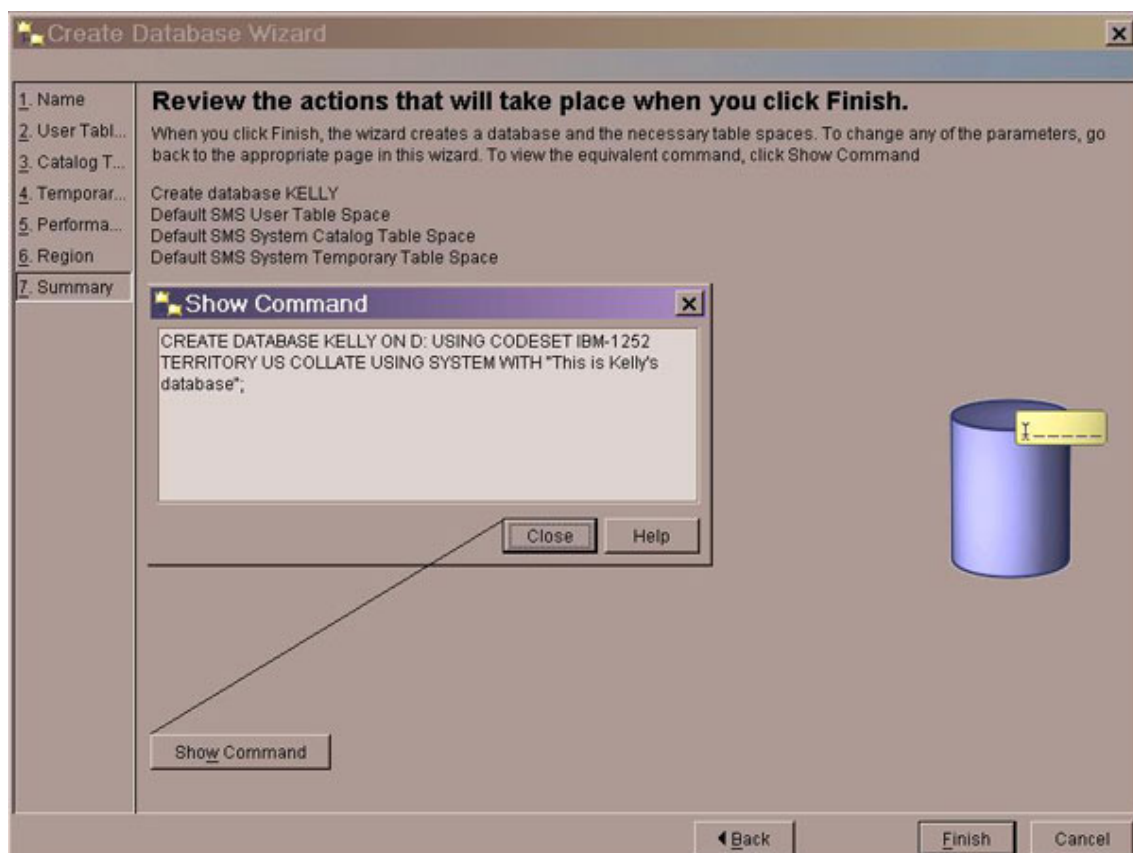 Create Database Wizard
1. Name
2. User Tabl...
3. Catalog T...
4. Temporar...
5. Performa...
6. Region
7. Summary
Review the actions that will take place when you click Finish.
When you click Finish, the wizard creates a database and the necessary table spaces. To change any of the parameters, go
back to the appropriate page in this wizard. To view the equivalent command, click Show Command
Create database KELLY
Default SMS User Table Space
Default SMS System Catalog Table Space
Default SMS System Temporary Table Space
Show Command
CREATE DATABASE KELLY ON D: USING CODESET IBM-1252
TERRITORY US COLLATE USING SYSTEM WITH "This is Kelly's
database";
Close
Help
Show Command
Back
Finish
Cancel